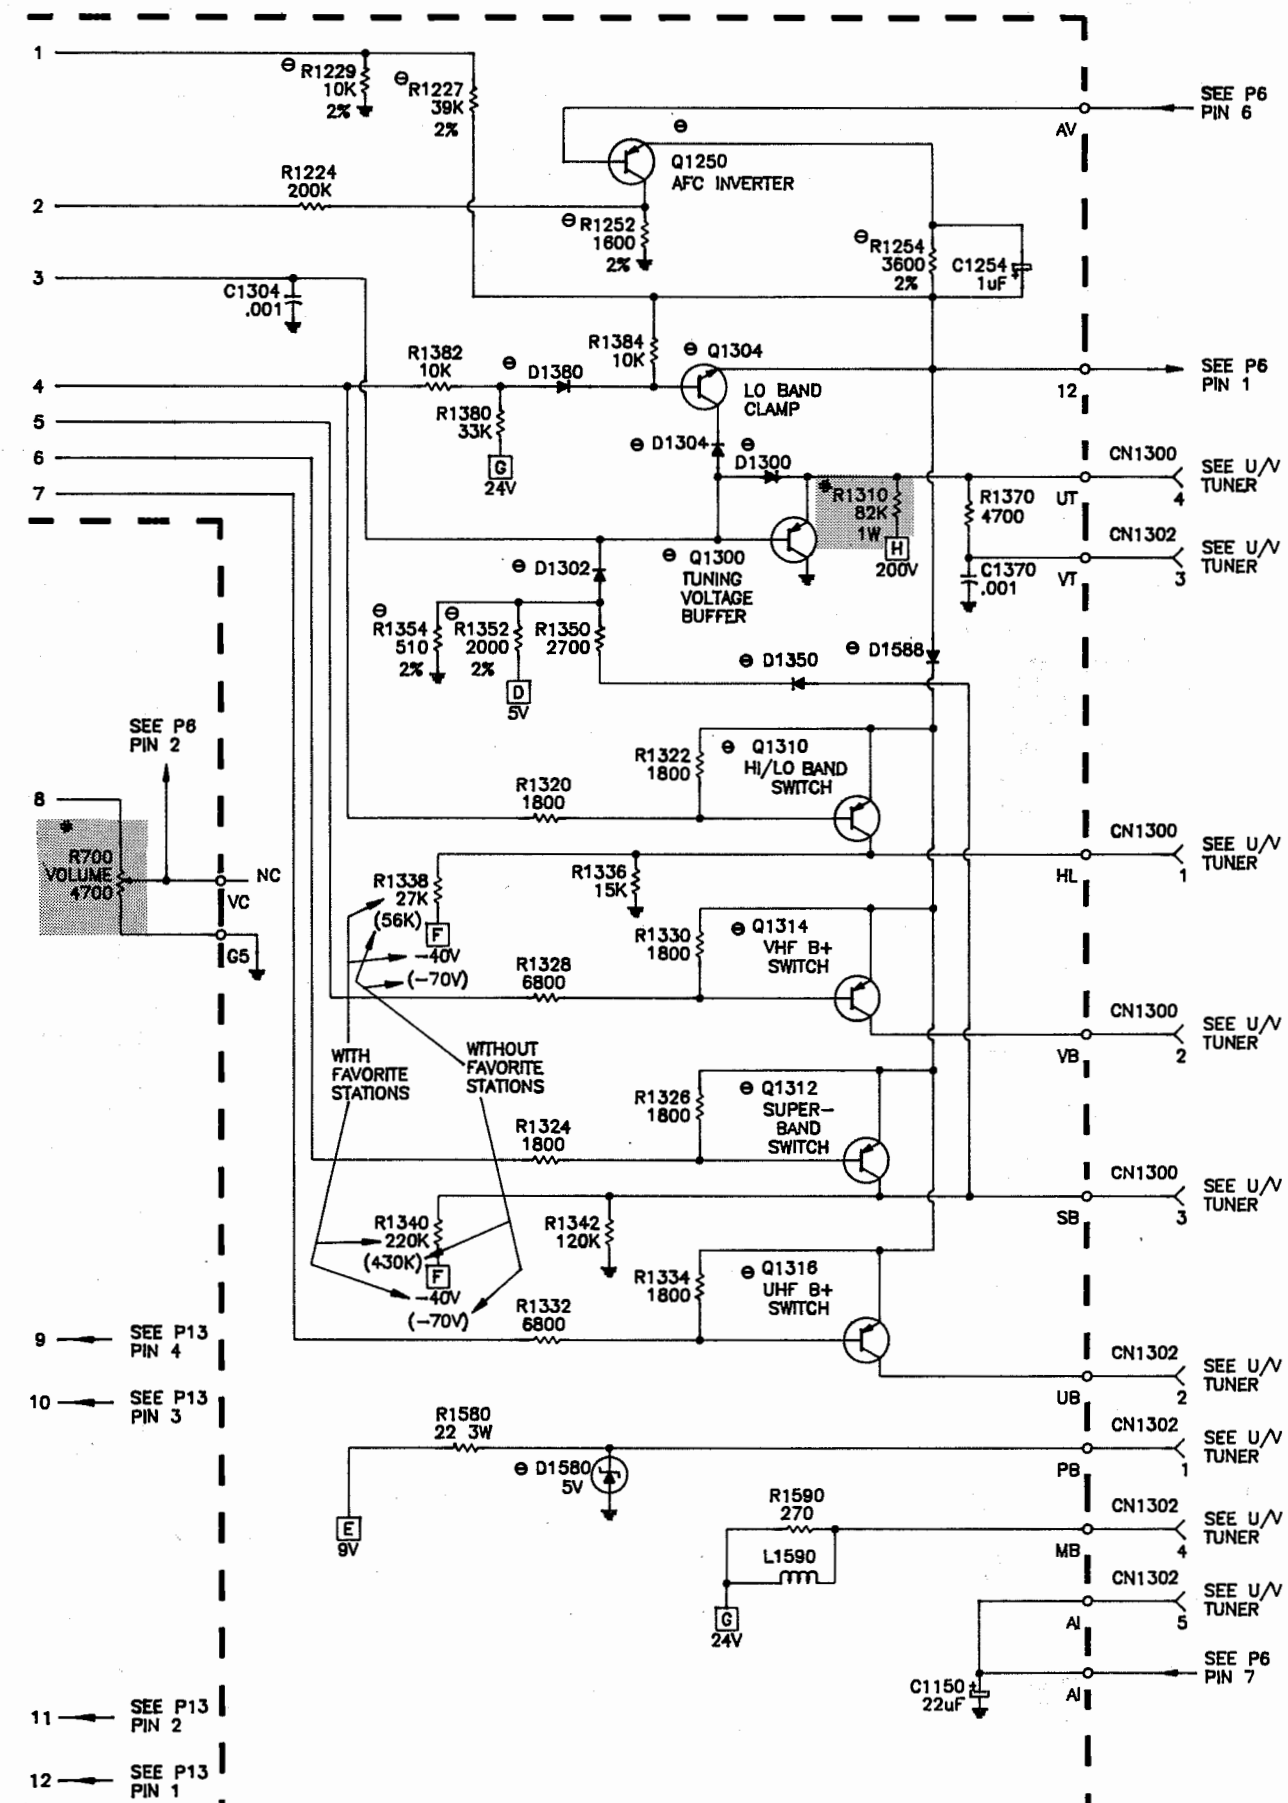 1
R1229
10K
2%
R1227
39K
2%
SEE P6
PIN 6
AV
Q1250
AFC INVERTER
R1224
200K
2
R1252
1600
2%
R1254
3600
2%
C1254
1uF
+
3
C1304
.001
R1382
10K
D1380
R1384
10K
Q1304
LO BAND
CLAMP
SEE P6
PIN 1
12
4
R1380
33K
G
24V
5
6
7
D1304
D1300
* R1310
82K
1W
H
200V
CN1300
SEE U/V
TUNER
UT
4
R1370
4700
CN1302
SEE U/V
TUNER
VT
3
C1370
.001
Q1300
TUNING
VOLTAGE
BUFFER
D1302
R1354
510
2%
R1352
2000
2%
R1350
2700
D
5V
D1350
D1588
SEE P6
PIN 2
R1322
1800
Q1310
HI/LO BAND
SWITCH
R1320
1800
8
*
R700
VOLUME
4700
NC
VC
G5
CN1300
SEE U/V
TUNER
HL
1
R1338
27K
(56K)
F
-40V
(-70V)
R1336
15K
R1330
1800
Q1314
VHF B+
SWITCH
R1328
6800
CN1300
SEE U/V
TUNER
VB
2
WITH
FAVORITE
STATIONS
WITHOUT
FAVORITE
STATIONS
R1326
1800
Q1312
SUPER-
BAND
SWITCH
R1324
1800
CN1300
SEE U/V
TUNER
SB
3
R1340
220K
(430K)
F
-40V
(-70V)
R1342
120K
R1334
1800
Q1316
UHF B+
SWITCH
R1332
6800
9
SEE P13
PIN 4
CN1302
SEE U/V
TUNER
UB
2
10
SEE P13
PIN 3
R1580
22 3W
D1580
5V
CN1302
SEE U/V
TUNER
PB
1
E
9V
R1590
270
L1590
G
24V
CN1302
SEE U/V
TUNER
MB
4
CN1302
SEE U/V
TUNER
AI
5
SEE P6
PIN 7
AI
C1150
+
22uF
11
SEE P13
PIN 2
12
SEE P13
PIN 1